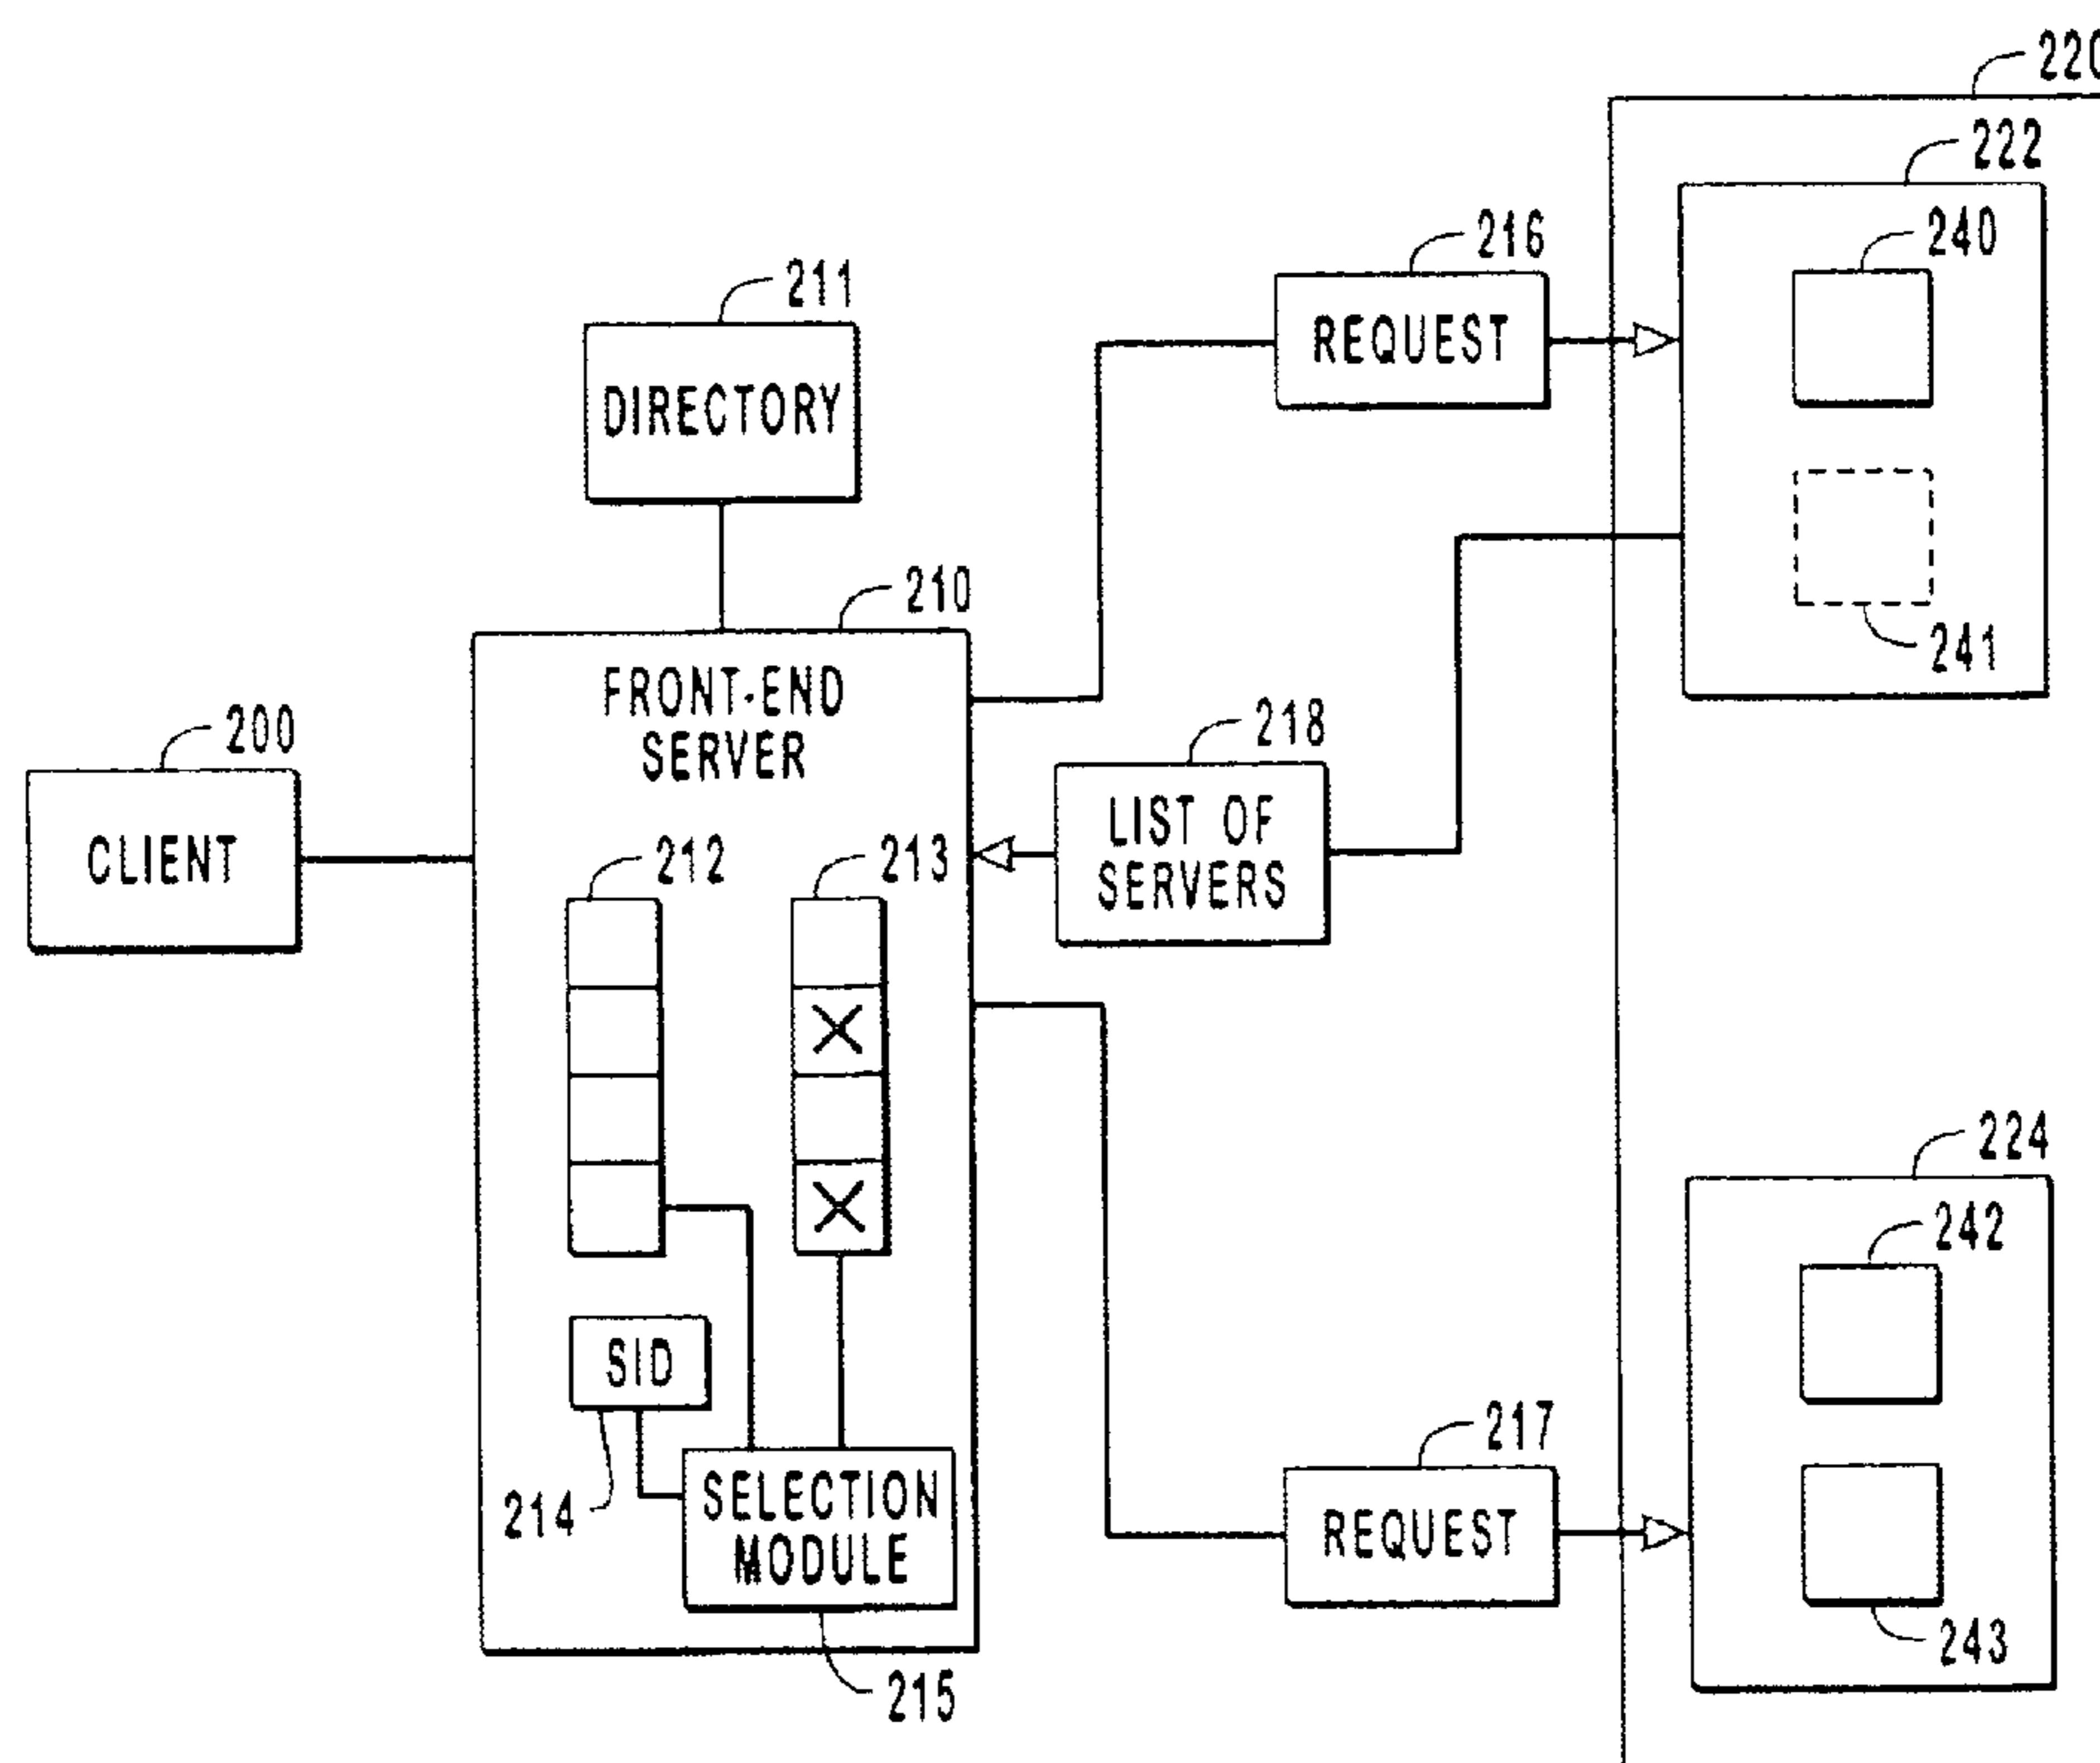 220
222
240
216
REQUEST
211
DIRECTORY
241
210
FRONT-END
SERVER
200
CLIENT
218
LIST OF
SERVERS
212
213
X
X
224
242
SID
214
SELECTION
MODULE
215
217
REQUEST
243